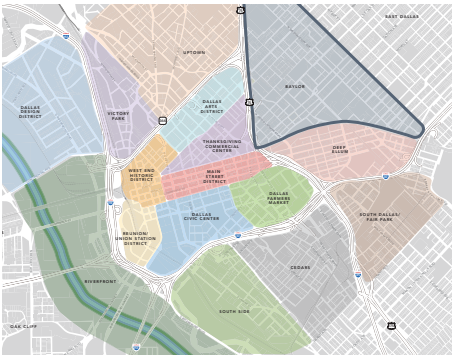 EAST DALLAS
UPTOWN
BAYLOR
DALLAS
DESIGN
DISTRICT
DALLAS
ARTS
DISTRICT
VICTORY
PARK
THANKSGIVING
COMMERCIAL
CENTER
DEEP
ELLUM
WEST END
HISTORIC
DISTRICT
MAIN
STREET
DISTRICT
DALLAS
FARMERS
MARKET
DALLAS
CIVIC CENTER
SOUTH DALLAS/
FAIR PARK
REUNION/
UNION STATION
DISTRICT
CEDARS
RIVERFRONT
SOUTH SIDE
OAK CLIFF